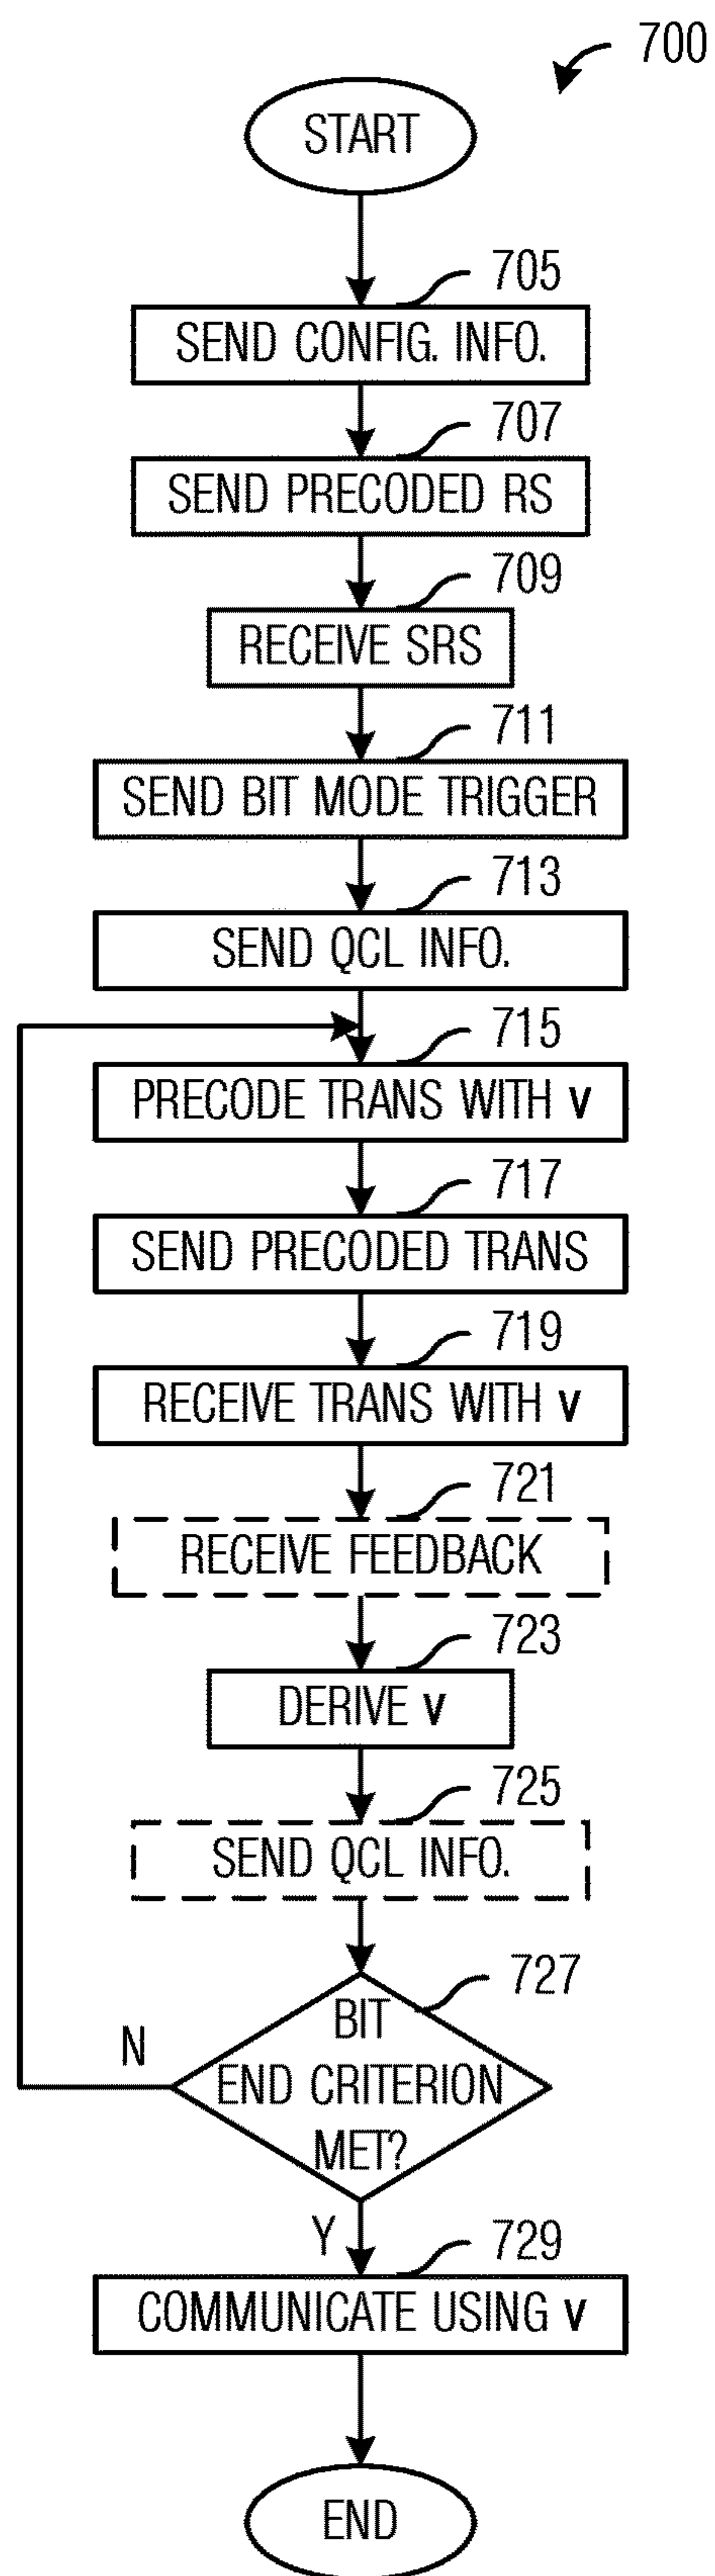 700
START
705
SEND CONFIG. INFO.
707
SEND PRECODED RS
709
RECEIVE SRS
711
SEND BIT MODE TRIGGER
713
SEND QCL INFO.
715
PRECODE TRANS WITH v
717
SEND PRECODED TRANS
719
RECEIVE TRANS WITH v
721
RECEIVE FEEDBACK
723
DERIVE v
725
SEND QCL INFO.
727
BIT
END CRITERION
MET?
N
Y
729
COMMUNICATE USING v
END